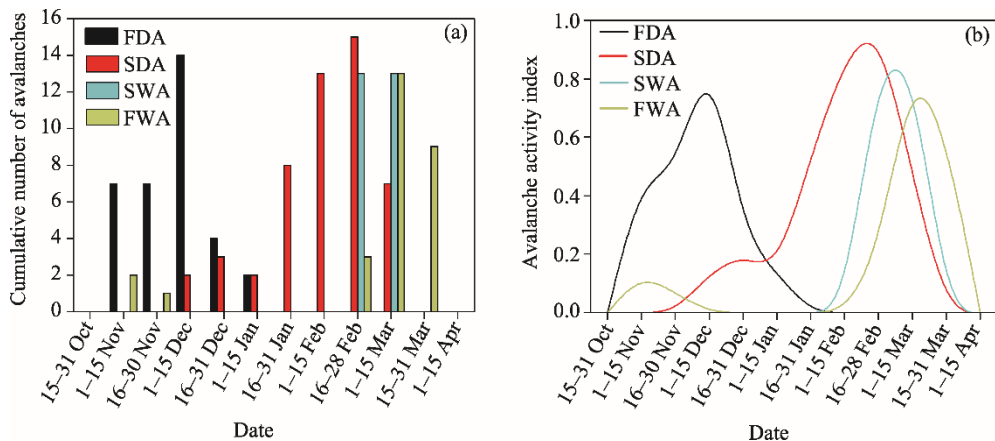 (a)
FDA
SDA
SWA
FWA
Cumulative number of avalanches
16
14
12
10
8
6
4
2
0
15–31 Oct
1–15 Nov
16–30 Nov
1–15 Dec
16–31 Dec
1–15 Jan
16–31 Jan
1–15 Feb
16–28 Feb
1–15 Mar
15–31 Mar
1–15 Apr
Date
(b)
FDA
SDA
SWA
FWA
Avalanche activity index
1.0
0.8
0.6
0.4
0.2
0.0
15–31 Oct
1–15 Nov
16–30 Nov
1–15 Dec
16–31 Dec
1–15 Jan
16–31 Jan
1–15 Feb
16–28 Feb
1–15 Mar
15–31 Mar
1–15 Apr
Date